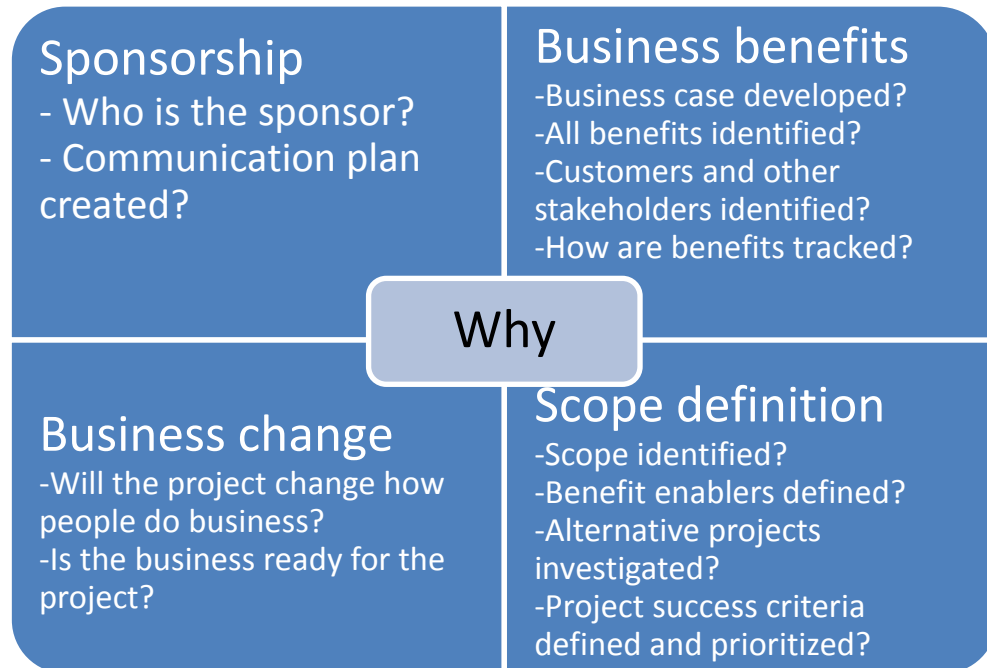 Sponsorship
- Who is the sponsor?
- Communication plan
created?
Business benefits
-Business case developed?
-All benefits identified?
-Customers and other
stakeholders identified?
-How are benefits tracked?
Why
Business change
-Will the project change how
people do business?
-Is the business ready for the
project?
Scope definition
-Scope identified?
-Benefit enablers defined?
-Alternative projects
investigated?
-Project success criteria
defined and prioritized?